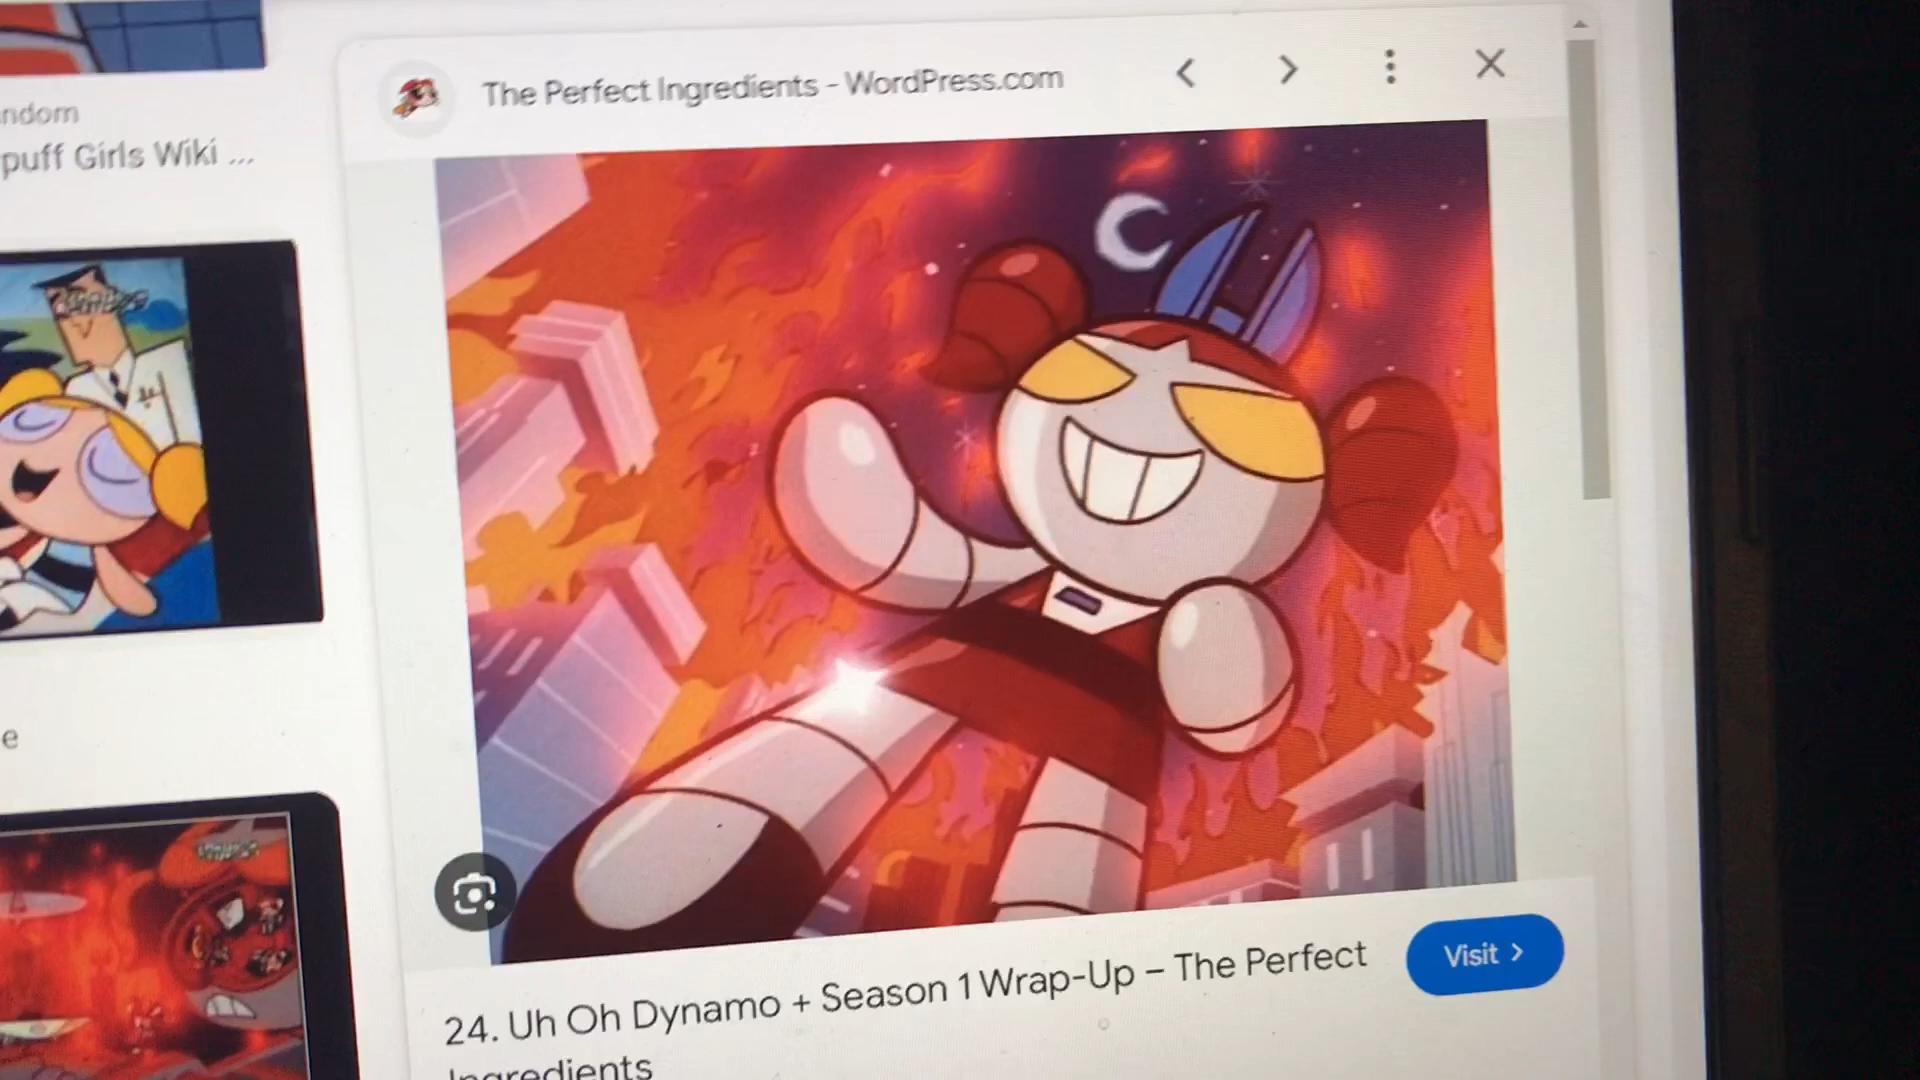 ndom
puff Girls Wiki ...
e
The Perfect Ingredients - WordPress.com
24. Uh Oh Dynamo + Season 1 Wrap-Up – The Perfect
Ingredients
Visit >